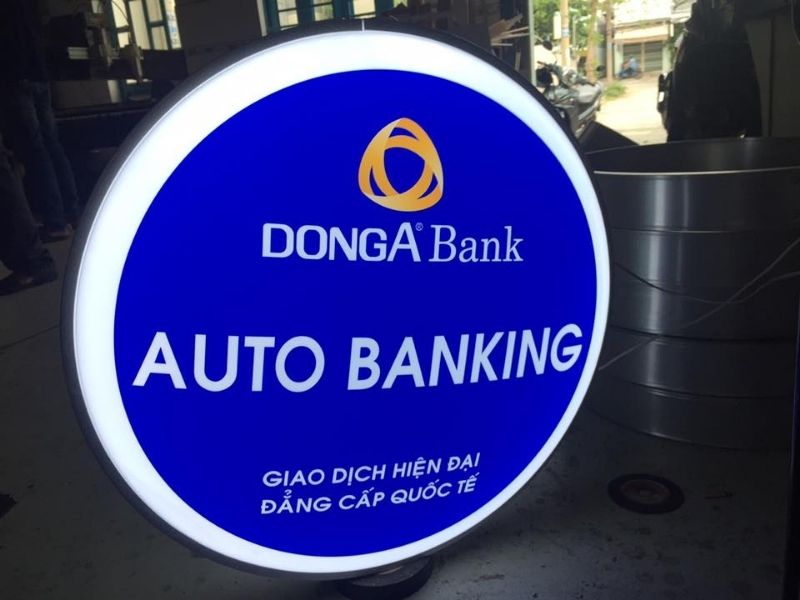 DONGA® Bank
AUTO BANKING
GIAO DỊCH HIỆN ĐẠI
ĐẲNG CẤP QUỐC TẾ